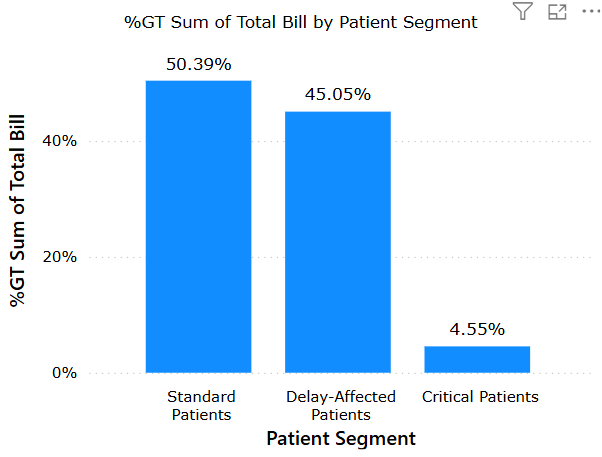 %GT Sum of Total Bill by Patient Segment
%GT Sum of Total Bill
50.39%
45.05%
4.55%
40%
20%
0%
Standard
Patients
Delay-Affected
Patients
Critical Patients
Patient Segment